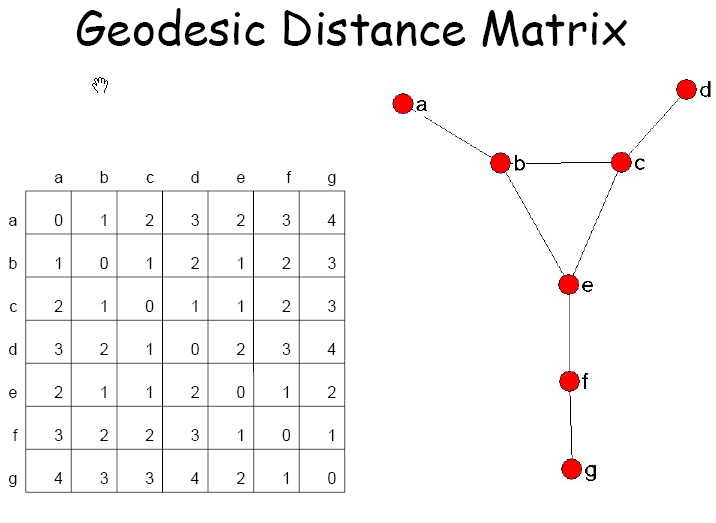 Geodesic Distance Matrix
a b c d e f g
a 0 1 2 3 2 3 4
b 1 0 1 2 1 2 3
c 2 1 0 1 1 2 3
d 3 2 1 0 2 3 4
e 2 1 1 2 0 1 2
f 3 2 2 3 1 0 1
g 4 3 3 4 2 1 0
d
a
b
c
e
f
g